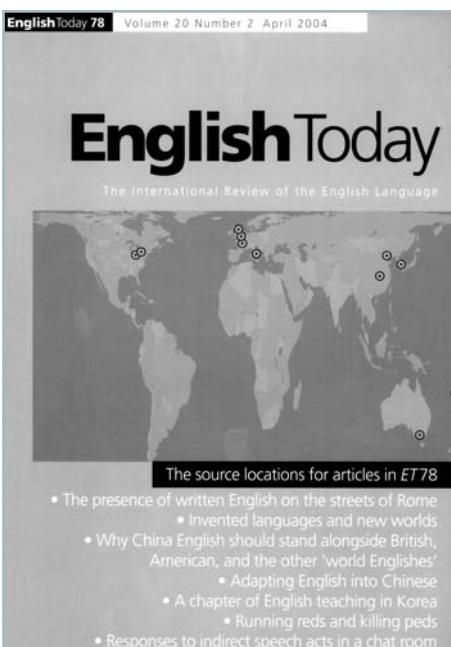 EnglishToday 78 Volume 20 Number 2 April 2004
EnglishToday
The International Review of the English Language
The source locations for articles in ET78
• The presence of written English on the streets of Rome
• Invented languages and new worlds
• Why China English should stand alongside British,
American, and the other ‘world Englishes’
• Adapting English into Chinese
• A chapter of English teaching in Korea
• Running reds and killing peds
• Responses to indirect speech acts in a chat room